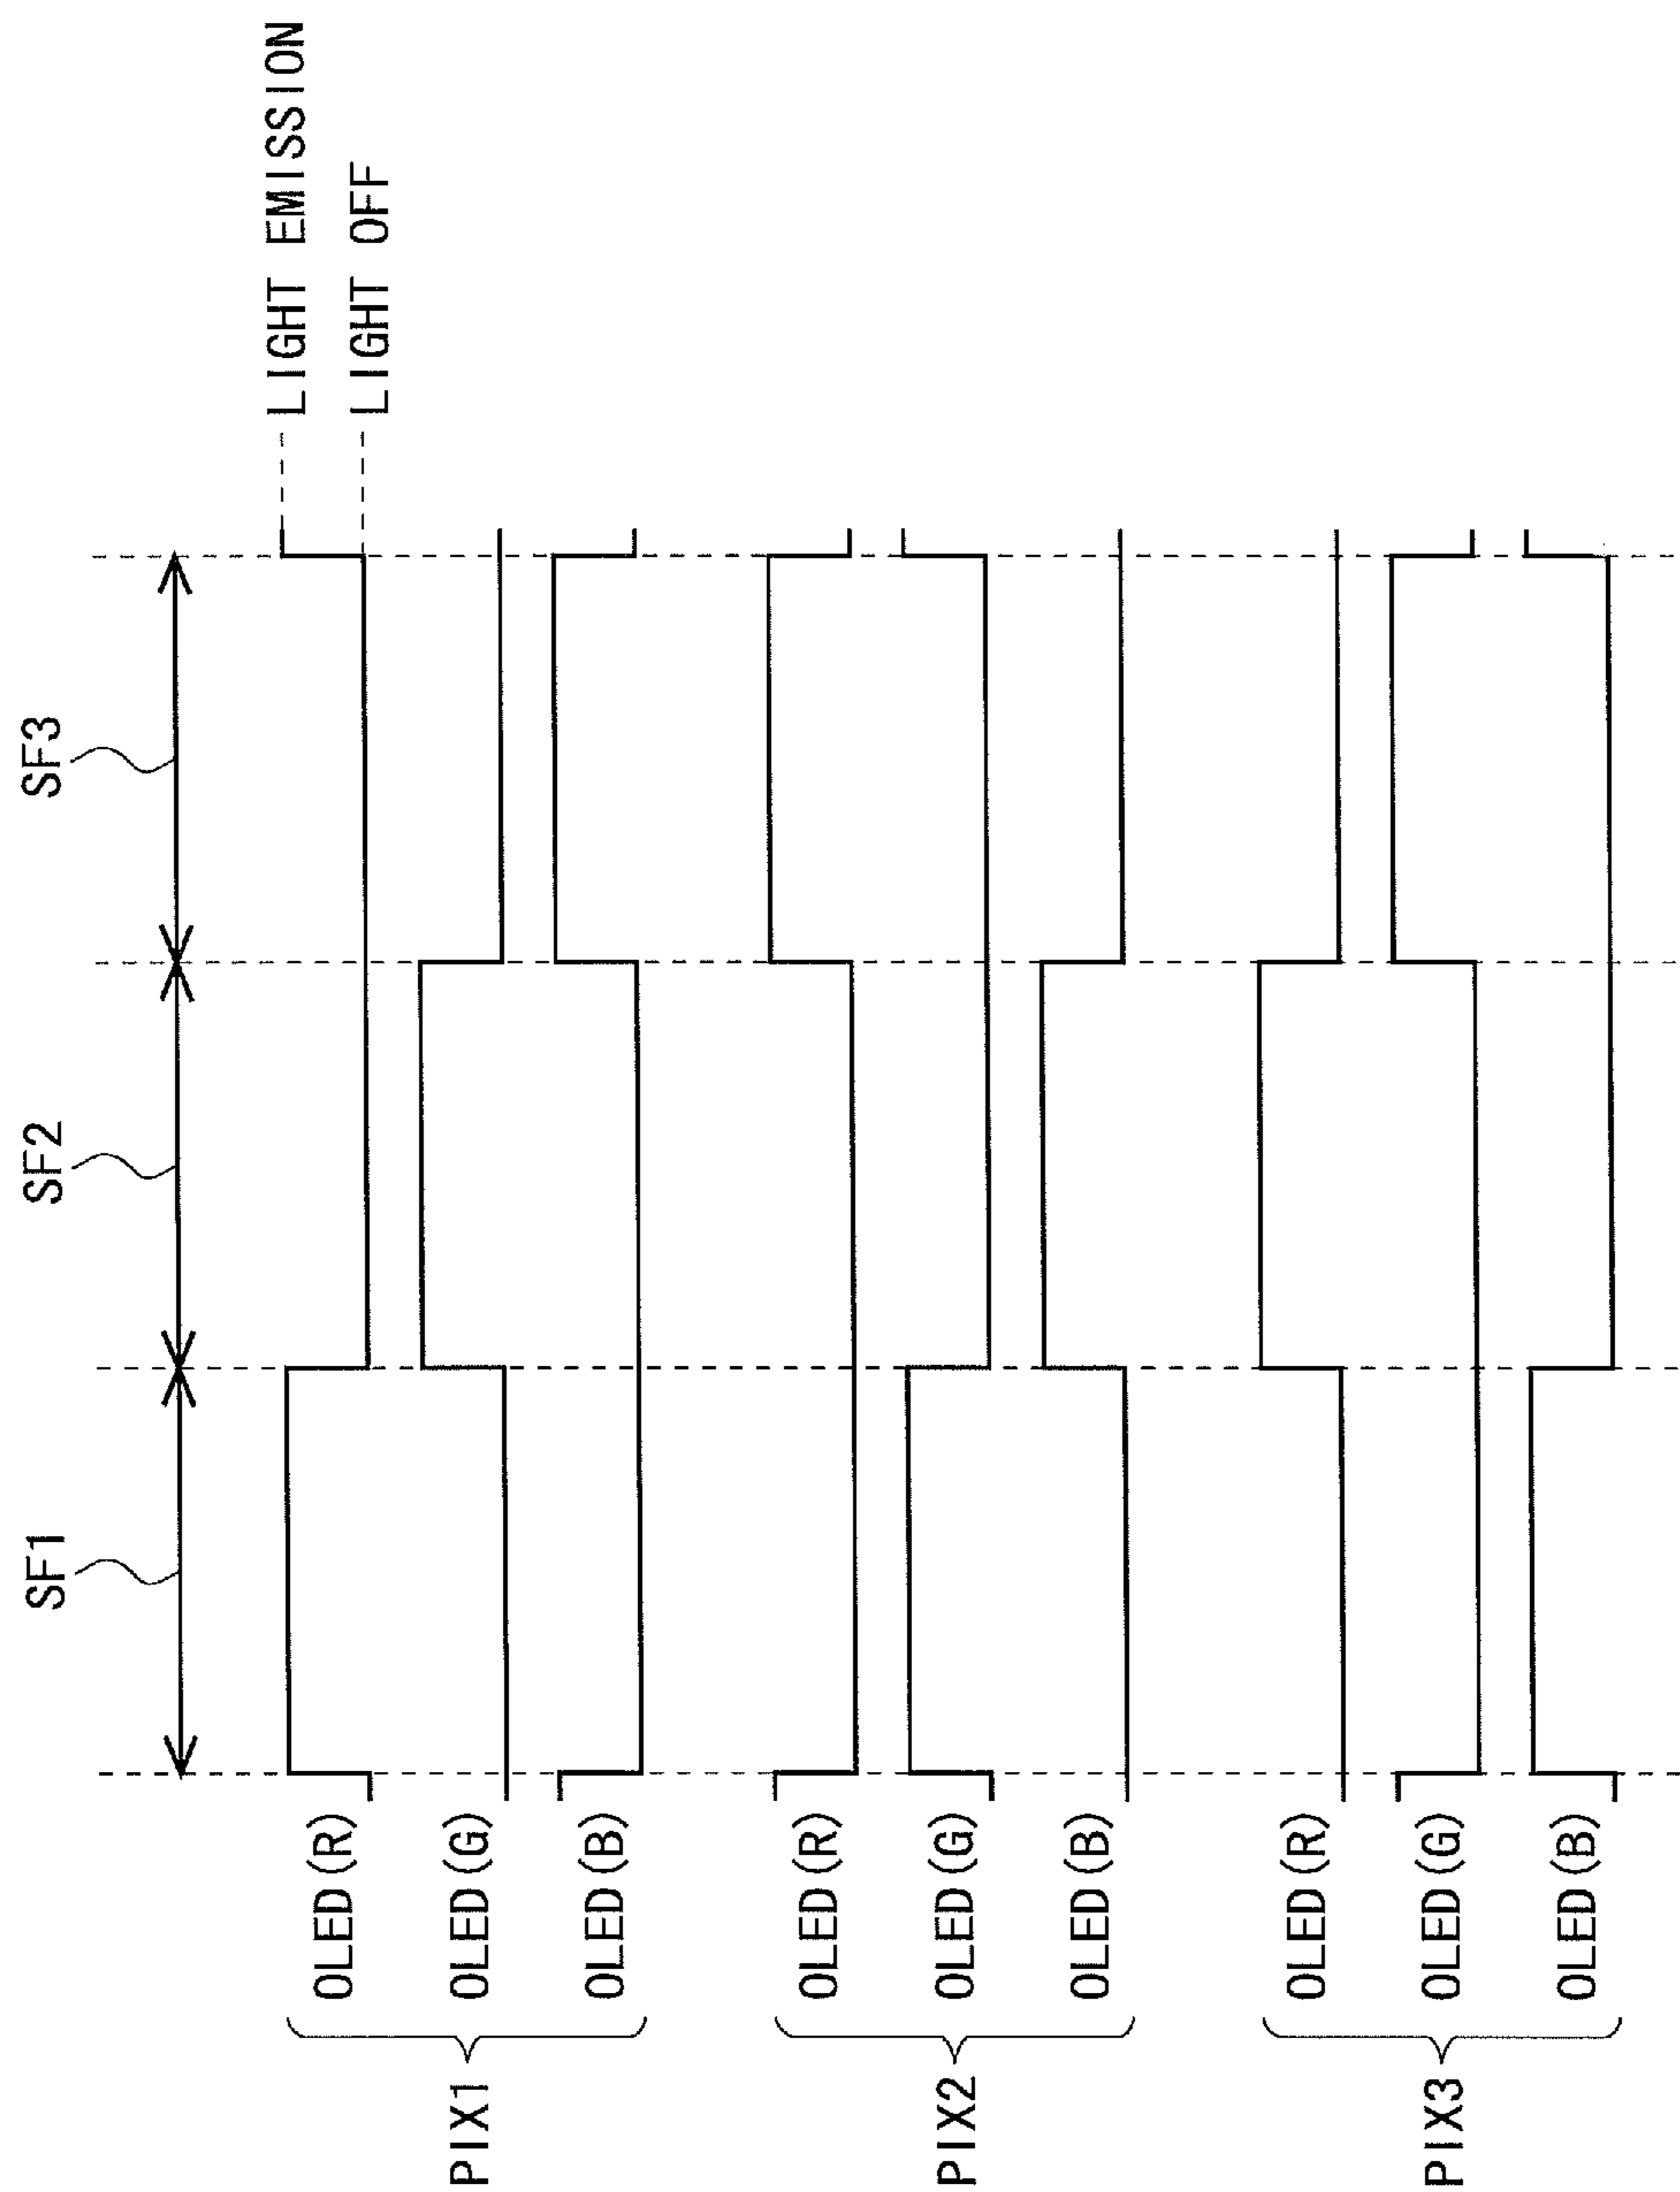 SF1 SF2 SF3
LIGHT EMISSION
LIGHT OFF
PIX1
OLED(R)
OLED(G)
OLED(B)
PIX2
OLED(R)
OLED(G)
OLED(B)
PIX3
OLED(R)
OLED(G)
OLED(B)